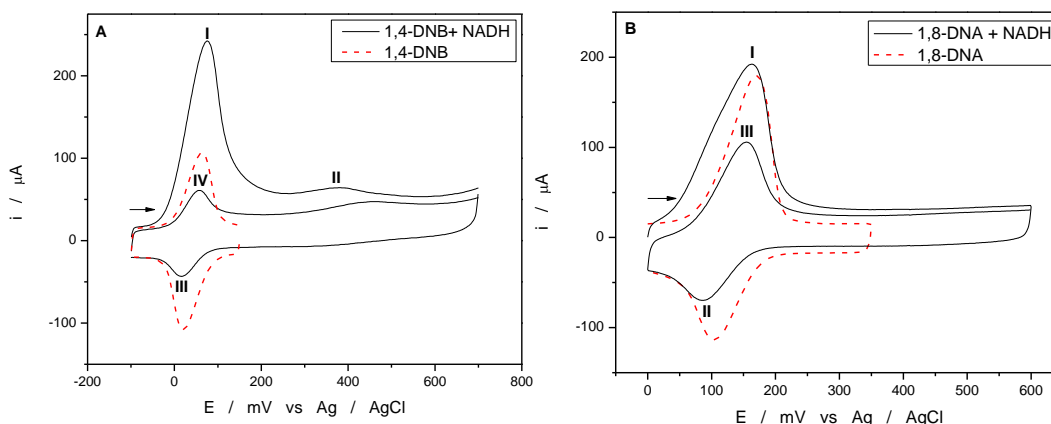 A
I
1,4-DNB+ NADH
1,4-DNB
200
100
0
-100
IV
II
III
i / μA
-200
0
200
400
600
800
E / mV vs Ag / AgCl
B
I
1,8-DNA + NADH
1,8-DNA
200
100
0
-100
III
II
i / μA
0
100
200
300
400
500
600
E / mV vs Ag / AgCl